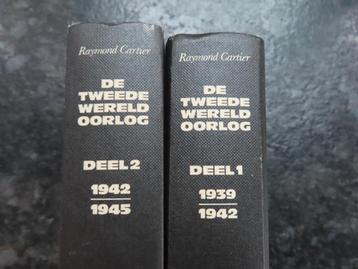 Raymond Cartier
DE
TWEEDE
WERELD
OORLOG
DEEL 2
1942
1945
Raymond Cartier
DE
TWEEDE
WERELD
OORLOG
DEEL 1
1939
1942